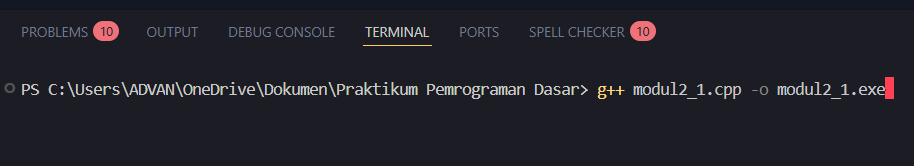 PROBLEMS 10 OUTPUT DEBUG CONSOLE TERMINAL PORTS SPELL CHECKER 10
PS C:\Users\ADVAN\OneDrive\Dokumen\Praktikum Pemrograman Dasar> g++ modul2_1.cpp -o modul2_1.exe